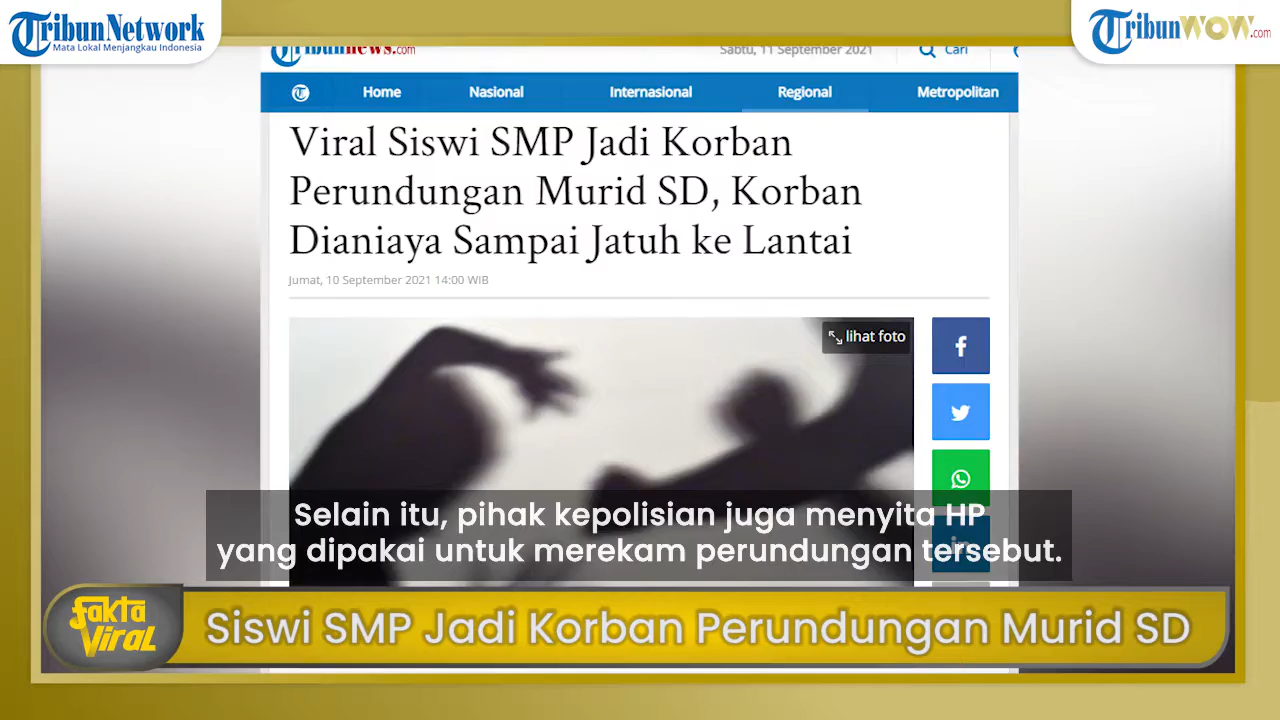 TribunNetwork
Mata Lokal Menjangkau Indonesia
TribunWOW.com
Tribunnews.com
Sabtu, 11 September 2021
Cari
Home
Nasional
Internasional
Regional
Metropolitan
Viral Siswi SMP Jadi Korban
Perundungan Murid SD, Korban
Dianiaya Sampai Jatuh ke Lantai
Jumat, 10 September 2021 14:00 WIB
lihat foto
Selain itu, pihak kepolisian juga menyita HP
yang dipakai untuk merekam perundungan tersebut.
Fakta
Viral
Siswi SMP Jadi Korban Perundungan Murid SD